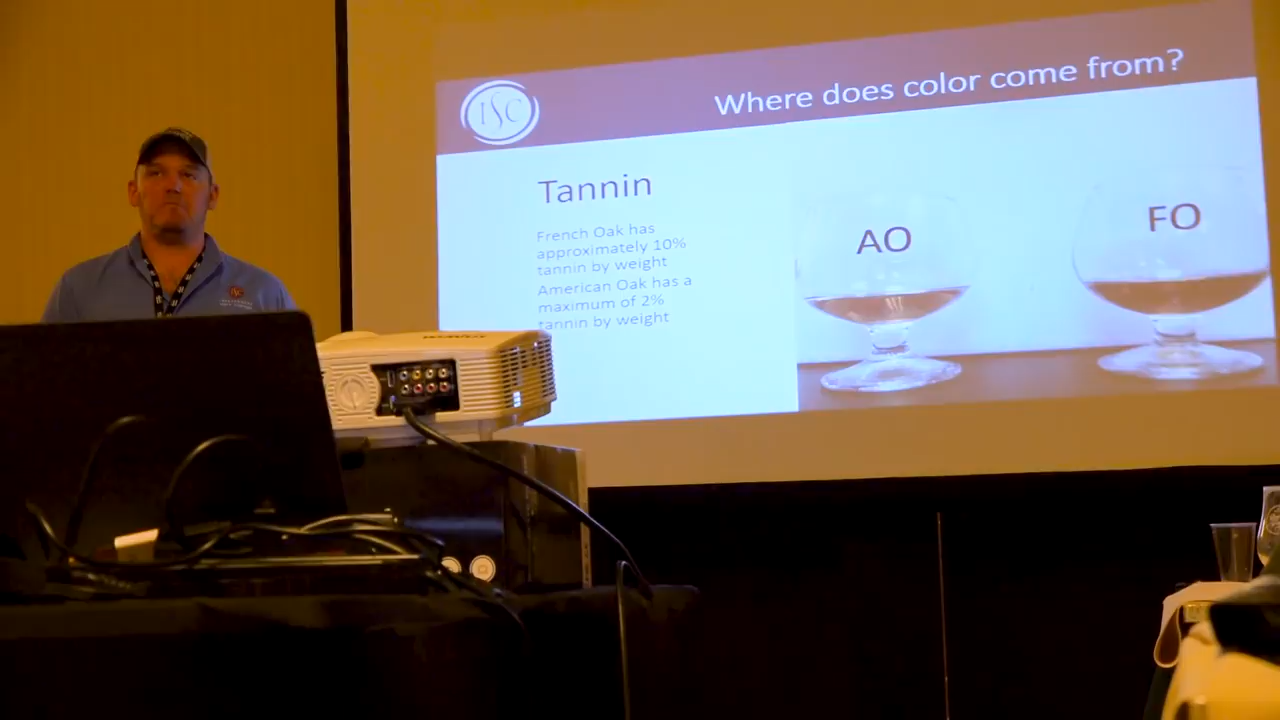 ISC
Where does color come from?
Tannin
French Oak has
approximately 10%
tannin by weight
American Oak has a
maximum of 2%
tannin by weight
AO
FO